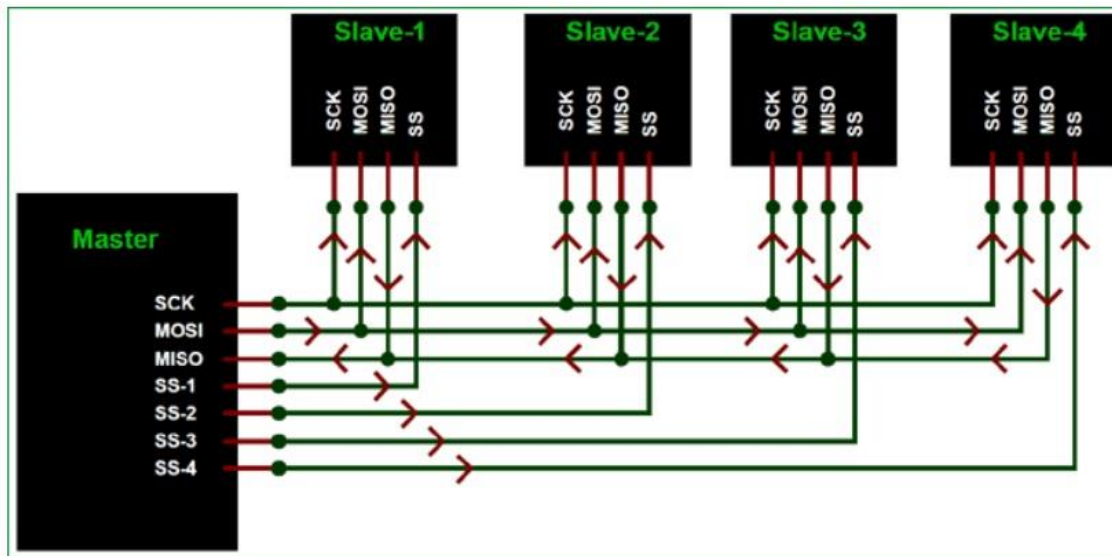 Slave-1
Slave-2
Slave-3
Slave-4
SCK
MOSI
MISO
SS
SCK
MOSI
MISO
SS
SCK
MOSI
MISO
SS
SCK
MOSI
MISO
SS
Master
SCK
MOSI
MISO
SS-1
SS-2
SS-3
SS-4